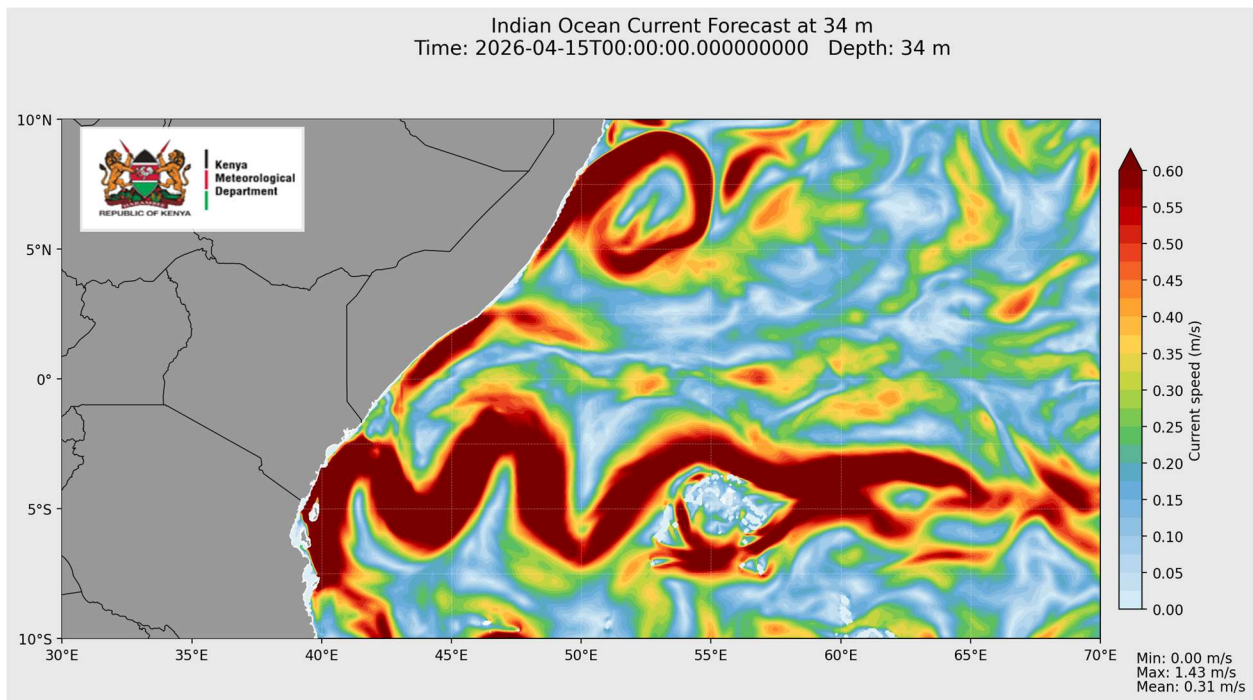 Indian Ocean Current Forecast at 34 m
Time: 2026-04-15T00:00:00.000000000   Depth: 34 m
Kenya
Meteorological
Department
REPUBLIC OF KENYA
10°N
5°N
0°
5°S
10°S
30°E
35°E
40°E
45°E
50°E
55°E
60°E
65°E
70°E
0.60
0.55
0.50
0.45
0.40
0.35
0.30
0.25
0.20
0.15
0.10
0.05
0.00
Current speed (m/s)
Min: 0.00 m/s
Max: 1.43 m/s
Mean: 0.31 m/s